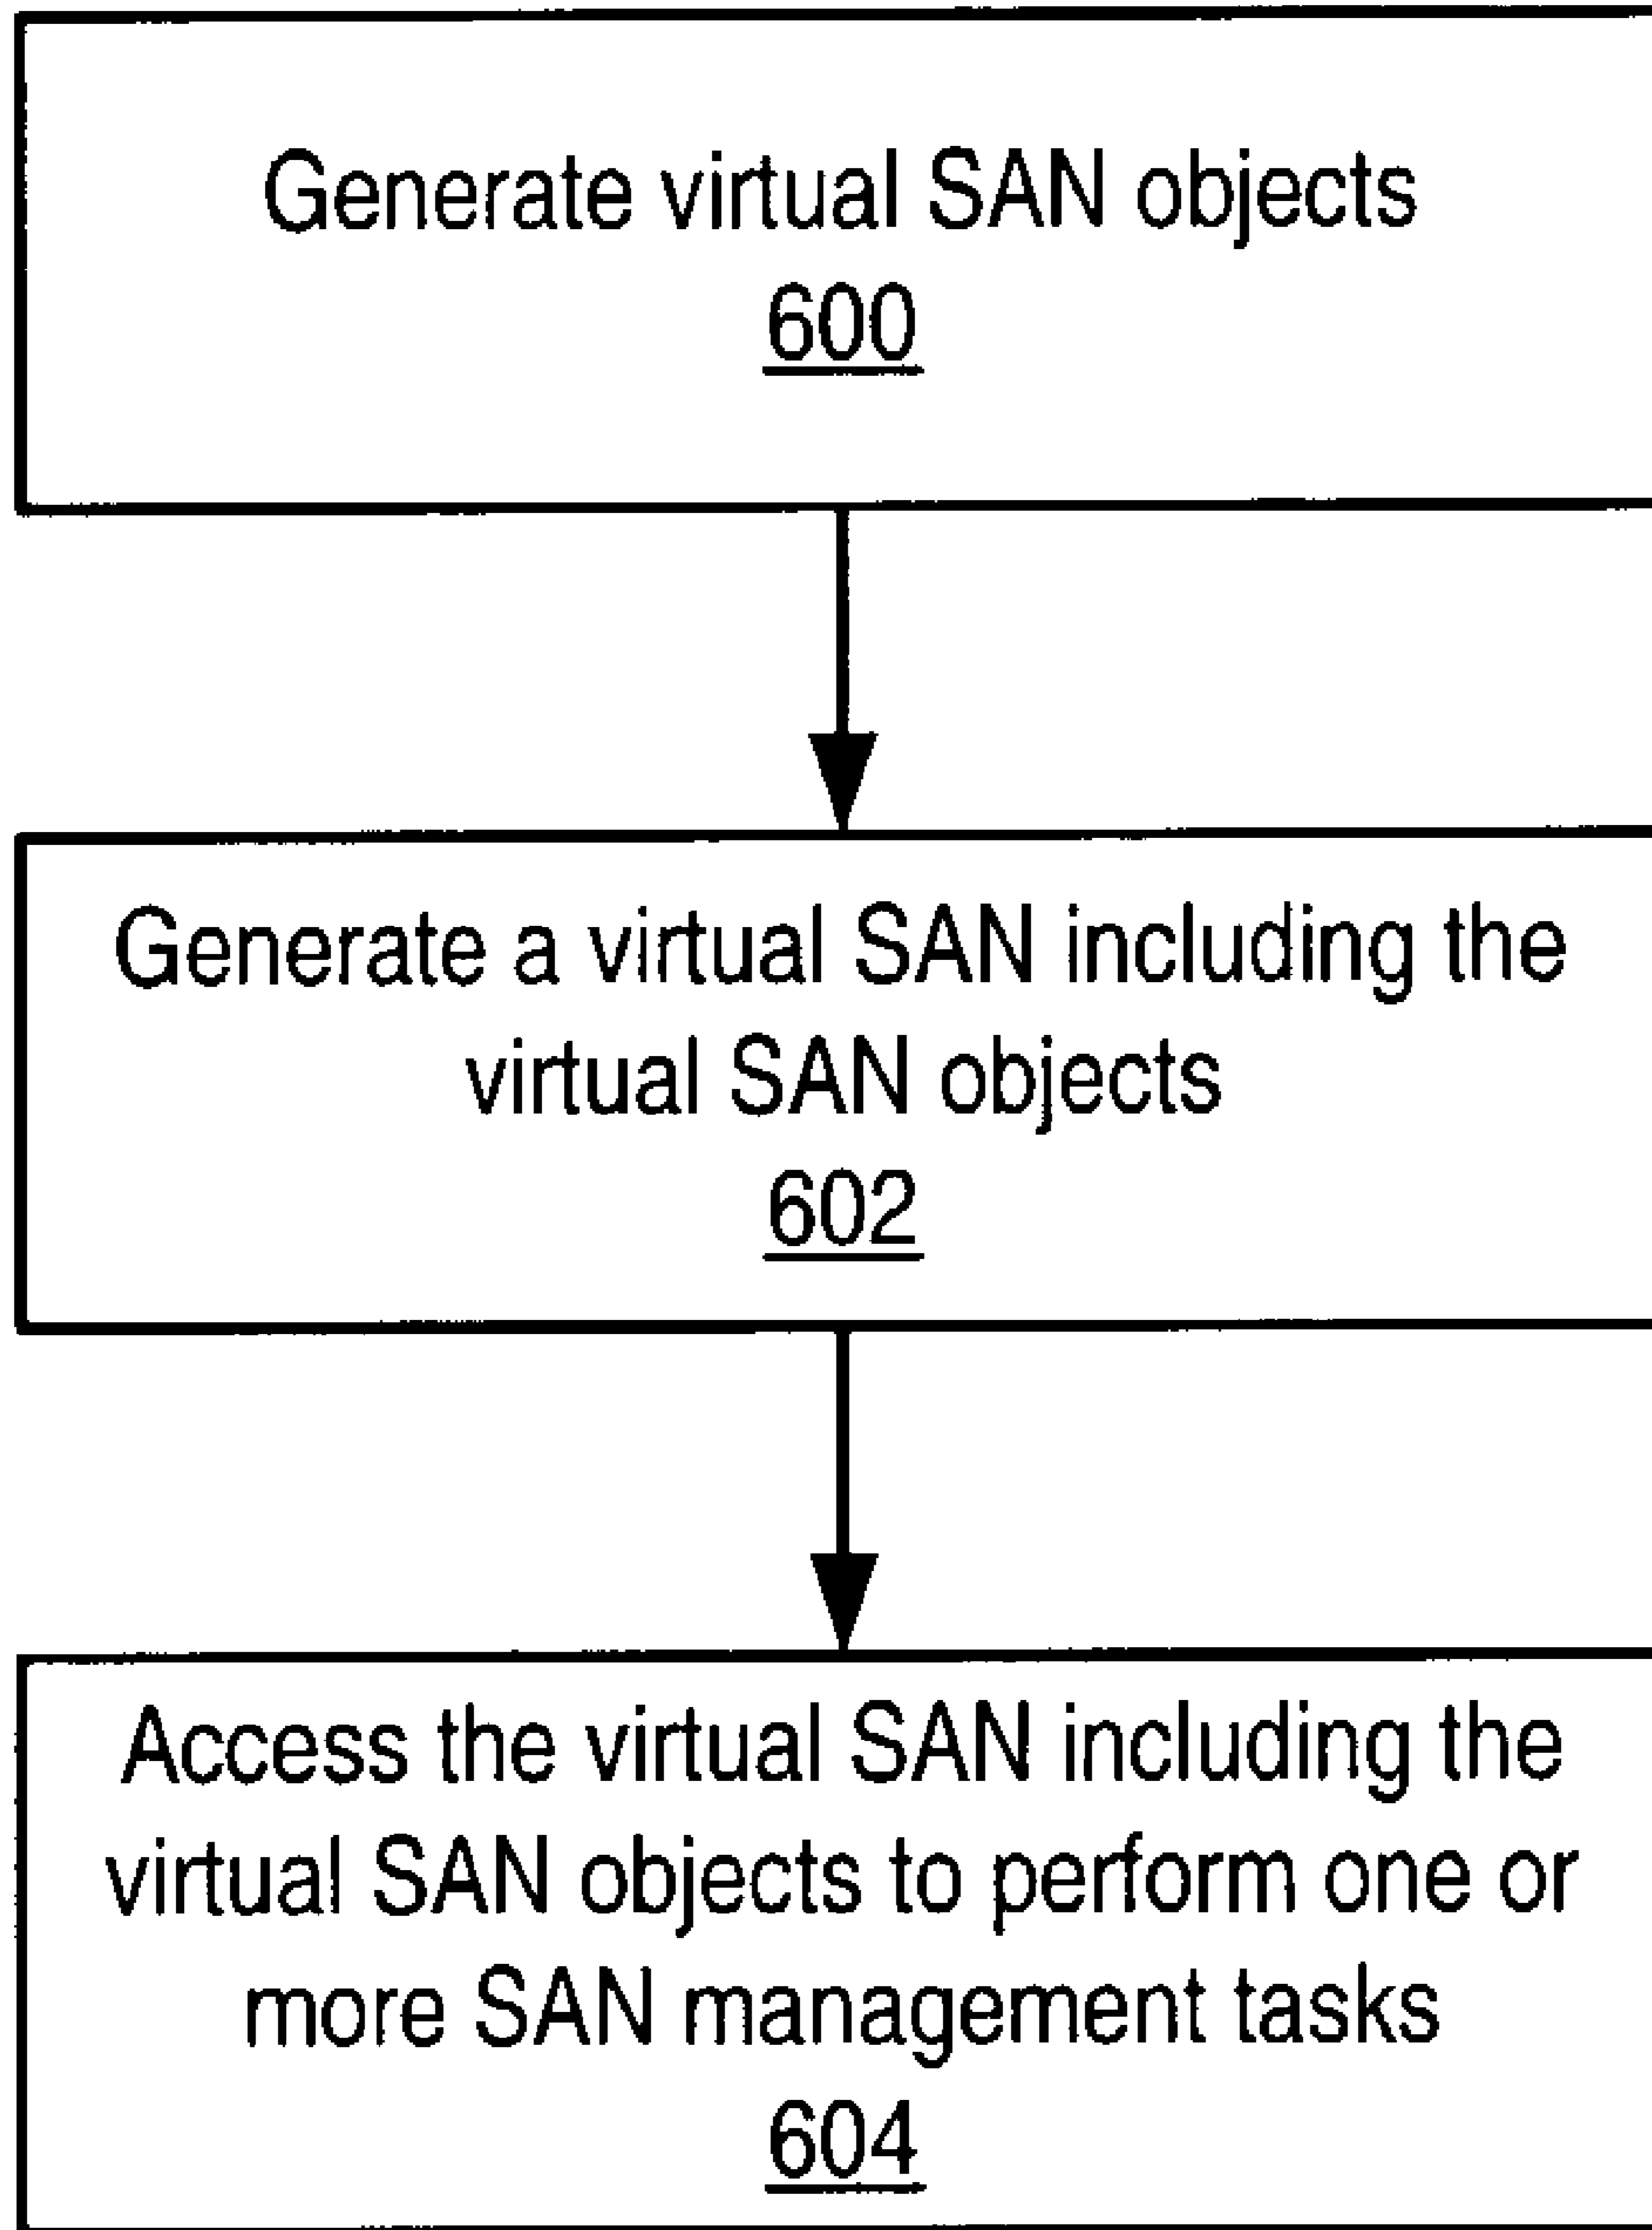 Generate virtual SAN objects
600
Generate a virtual SAN including the
virtual SAN objects
602
Access the virtual SAN including the
virtual SAN objects to perform one or
more SAN management tasks
604